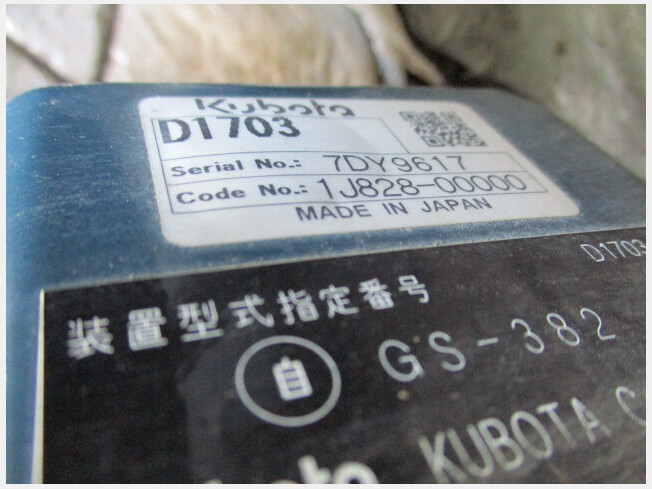 Kubota
D1703
Serial No.: 7DY9617
Code No.: 1J828-00000
MADE IN JAPAN
D1703
装置型式指定番号
自 GS-382
KUBOTA C